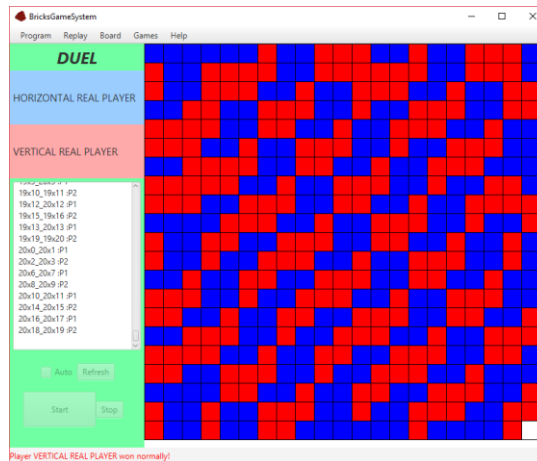 BricksGameSystem
Program Replay Board Games Help
DUEL
HORIZONTAL REAL PLAYER
VERTICAL REAL PLAYER
19x10_19x11 :P2
19x12_20x12 :P1
19x15_19x16 :P2
19x13_20x13 :P1
19x19_19x20 :P2
20x0_20x1 :P1
20x2_20x3 :P2
20x6_20x7 :P1
20x8_20x9 :P2
20x10_20x11 :P1
20x14_20x15 :P2
20x16_20x17 :P1
20x18_20x19 :P2
Auto Refresh
Start Stop
Player VERTICAL REAL PLAYER won normally!